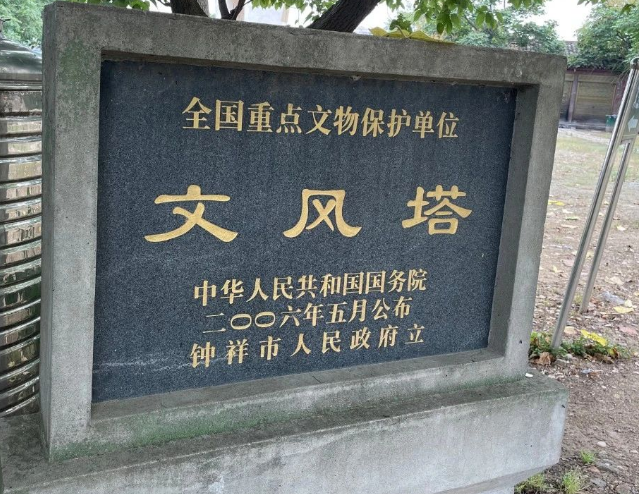 全国重点文物保护单位
文风塔
中华人民共和国国务院
二〇〇六年五月公布
钟祥市人民政府立